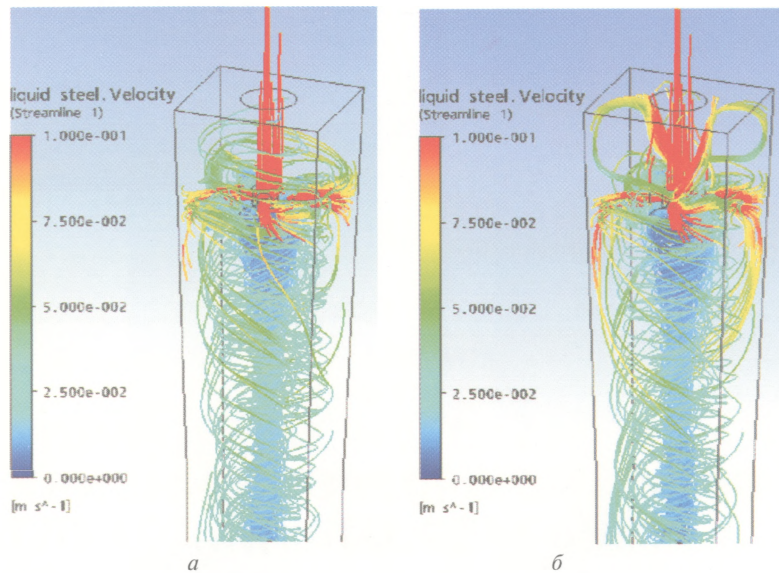 liquid steel.Velocity
(Streamline 1)
1.000e-001
7.500e-002
5.000e-002
2.500e-002
0.000e+000
[m s^-1]
а
liquid steel.Velocity
(Streamline 1)
1.000e-001
7.500e-002
5.000e-002
2.500e-002
0.000e+000
[m s^-1]
б